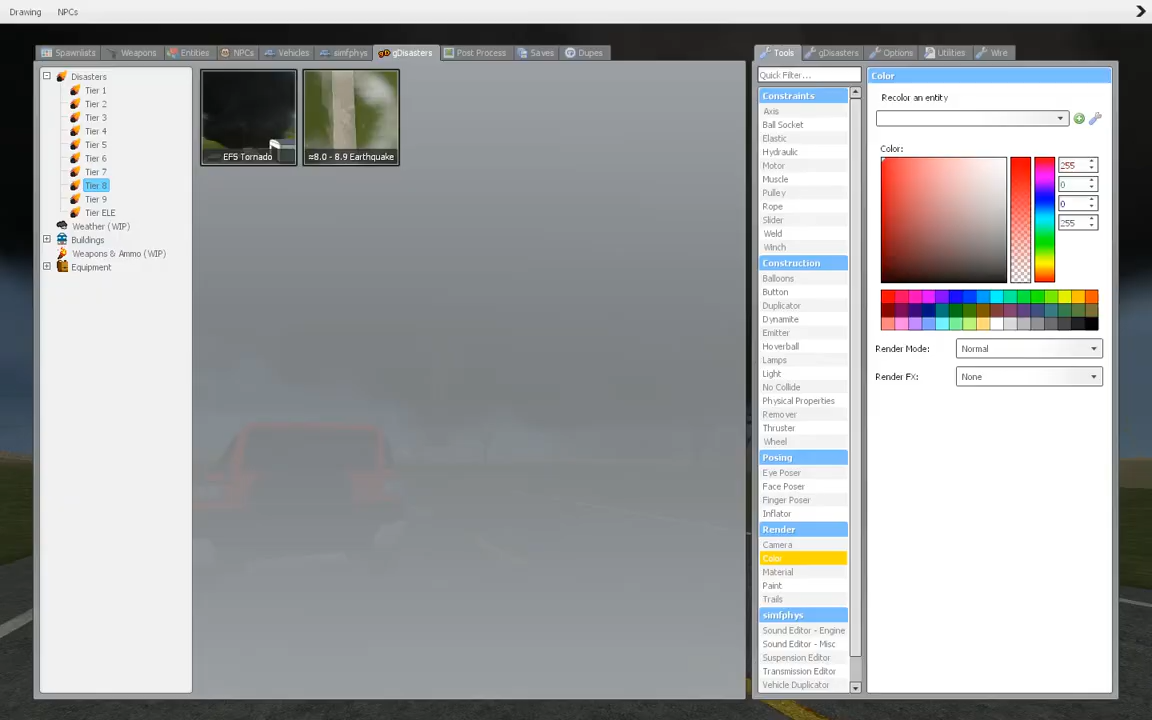 Drawing NPCs
Spawnlists Weapons Entities NPCs Vehicles simfphys gDisasters Post Process Saves Dupes
Tools gDisasters Options Utilities Wire
Disasters
Tier 1
Tier 2
Tier 3
Tier 4
Tier 5
Tier 6
Tier 7
Tier 8
Tier 9
Tier ELE
Weather (WIP)
Buildings
Weapons & Ammo (WIP)
Equipment
EF5 Tornado
≈8.0 - 8.9 Earthquake
Quick Filter...
Constraints
Axis
Ball Socket
Elastic
Hydraulic
Motor
Muscle
Pulley
Rope
Slider
Weld
Winch
Construction
Balloons
Button
Duplicator
Dynamite
Emitter
Hoverball
Lamps
Light
No Collide
Physical Properties
Remover
Thruster
Wheel
Posing
Eye Poser
Face Poser
Finger Poser
Inflator
Render
Camera
Color
Material
Paint
Trails
simfphys
Sound Editor - Engine
Sound Editor - Misc
Suspension Editor
Transmission Editor
Vehicle Duplicator
Color
Recolor an entity
Color:
255
0
0
255
Render Mode: Normal
Render FX: None